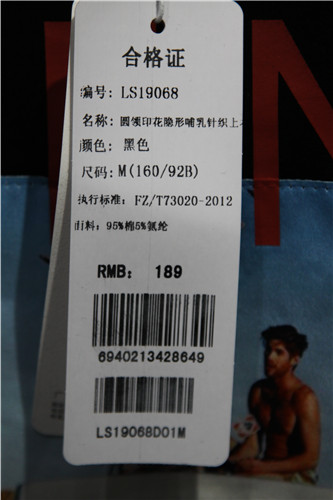 合格证
编号: LS19068
名称: 圆领印花隐形哺乳针织上
颜色: 黑色
尺码: M(160/92B)
执行标准: FZ/T73020-2012
面料: 95%棉5%氨纶
RMB: 189
6940213428649
LS19068D01M